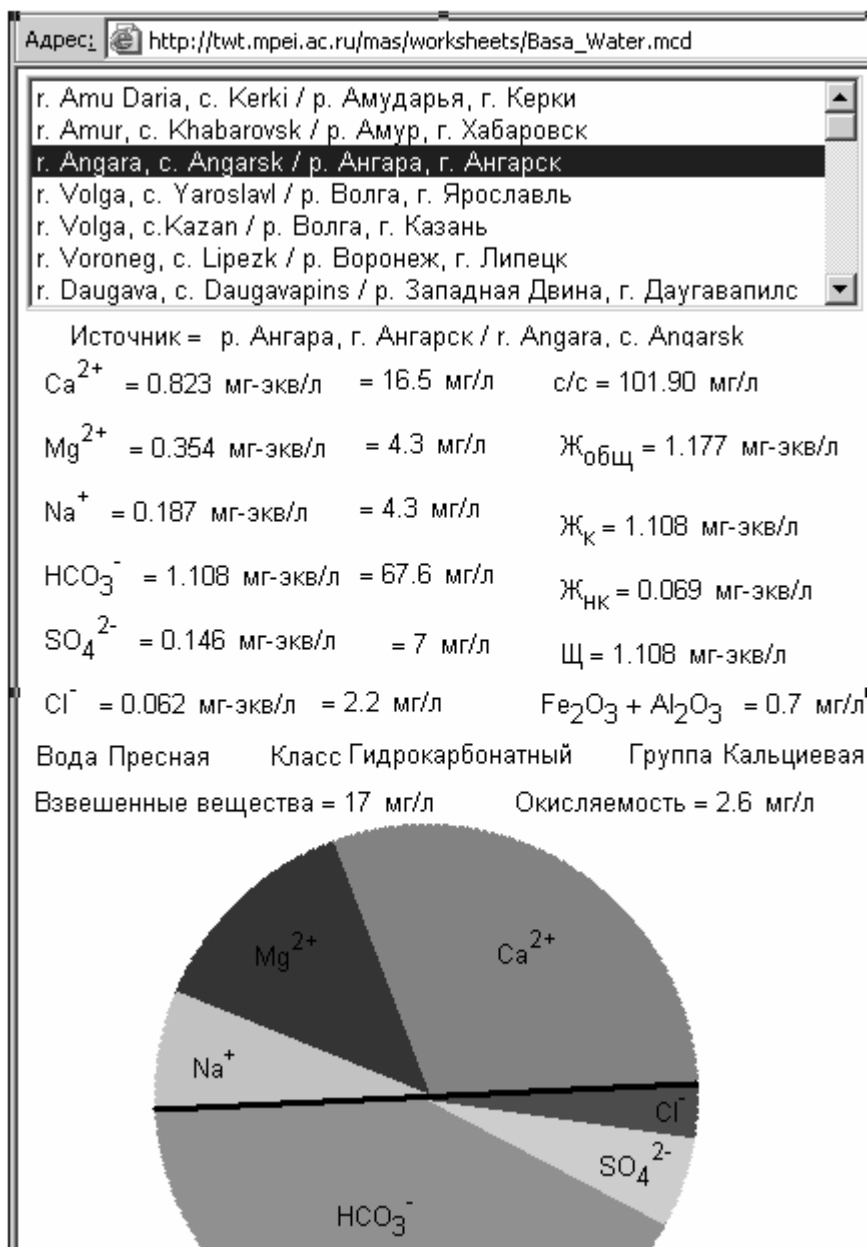 Адрес: http://twt.mpei.ac.ru/mas/worksheets/Basa_Water.mcd
r. Amu Daria, c. Kerki / р. Амударья, г. Керки
r. Amur, c. Khabarovsk / р. Амур, г. Хабаровск
r. Angara, c. Angarsk / р. Ангара, г. Ангарск
r. Volga, c. Yaroslavl / р. Волга, г. Ярославль
r. Volga, c.Kazan / р. Волга, г. Казань
r. Voroneg, c. Lipezk / р. Воронеж, г. Липецк
r. Daugava, c. Daugavapins / р. Западная Двина, г. Даугавапилс
Источник = р. Ангара, г. Ангарск / r. Angara, c. Angarsk
Ca²⁺ = 0.823 мг-экв/л = 16.5 мг/л с/с = 101.90 мг/л
Mg²⁺ = 0.354 мг-экв/л = 4.3 мг/л Жобщ = 1.177 мг-экв/л
Na⁺ = 0.187 мг-экв/л = 4.3 мг/л Жк = 1.108 мг-экв/л
HCO₃⁻ = 1.108 мг-экв/л = 67.6 мг/л Жнк = 0.069 мг-экв/л
SO₄²⁻ = 0.146 мг-экв/л = 7 мг/л Щ = 1.108 мг-экв/л
Cl⁻ = 0.062 мг-экв/л = 2.2 мг/л Fe₂O₃ + Al₂O₃ = 0.7 мг/л
Вода Пресная Класс Гидрокарбонатный Группа Кальциевая
Взвешенные вещества = 17 мг/л Окисляемость = 2.6 мг/л
Mg²⁺
Ca²⁺
Na⁺
Cl⁻
SO₄²⁻
HCO₃⁻